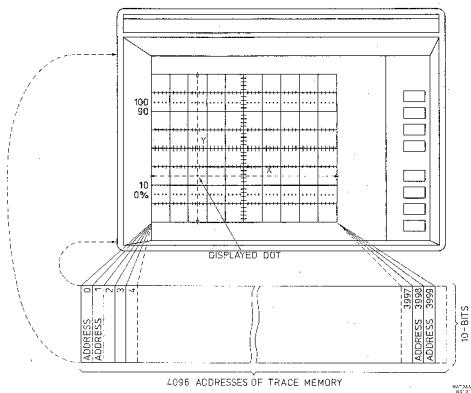 100
90
Y
X
10
0%
DISPLAYED DOT
ADDRESS 0
ADDRESS 1
2
3
4
3997
ADDRESS 3998
ADDRESS 3999
10-BITS
4096 ADDRESSES OF TRACE MEMORY